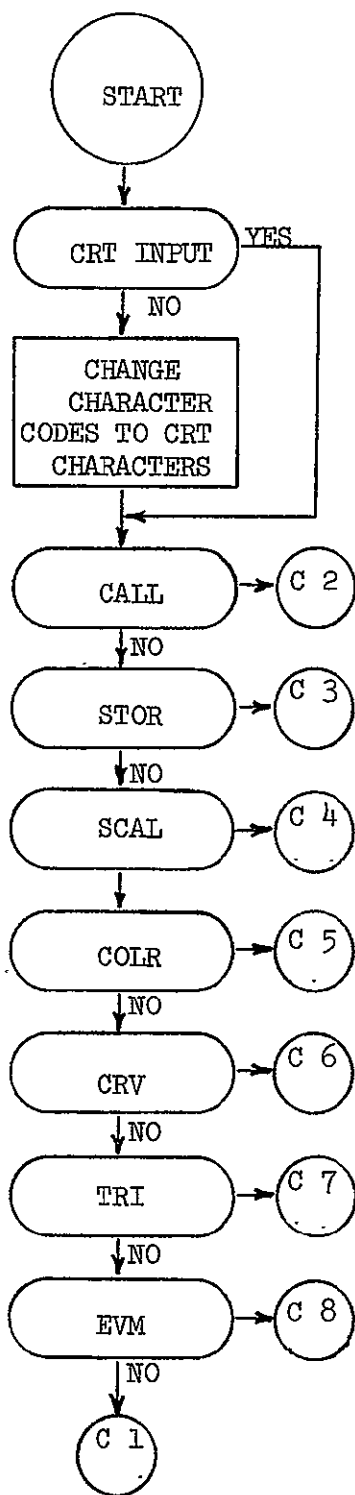 START
CRT INPUT
YES
NO
CHANGE
CHARACTER
CODES TO CRT
CHARACTERS
CALL
C 2
NO
STOR
C 3
NO
SCAL
C 4
COLR
C 5
NO
CRV
C 6
NO
TRI
C 7
NO
EVM
C 8
NO
C 1